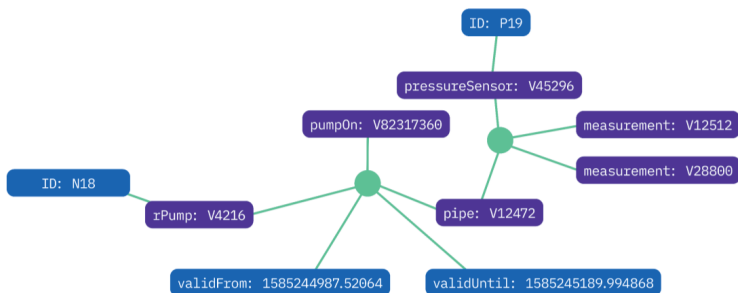 ID: P19
pressureSensor: V45296
pumpOn: V82317360
measurement: V12512
measurement: V28800
ID: N18
rPump: V4216
pipe: V12472
validFrom: 1585244987.52064
validUntil: 1585245189.994868